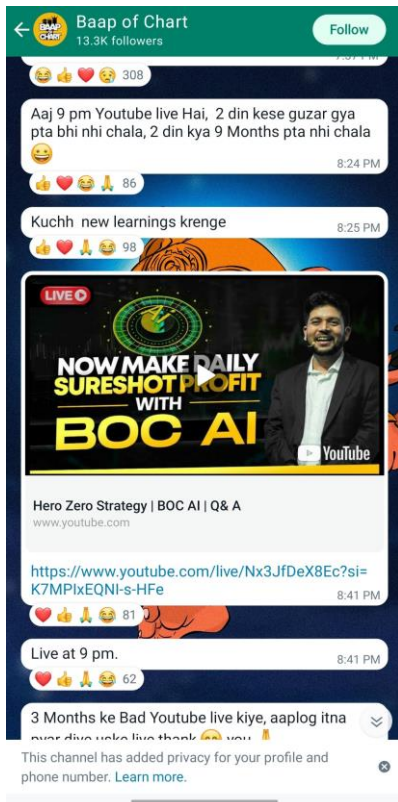 BAAP
OF
CHART
Baap of Chart
13.3K followers
Follow
308
Aaj 9 pm Youtube live Hai, 2 din kese guzar gya
pta bhi nhi chala, 2 din kya 9 Months pta nhi chala
8:24 PM
86
Kuchh new learnings krenge
8:25 PM
98
LIVE
NOW MAKE DAILY
SURESHOT PROFIT
WITH
BOC AI
YouTube
Hero Zero Strategy | BOC AI | Q& A
www.youtube.com
https://www.youtube.com/live/Nx3JfDeX8Ec?si=
K7MPIxEQNI-s-HFe
8:41 PM
81
Live at 9 pm.
8:41 PM
62
3 Months ke Bad Youtube live kiye, aaplog itna
This channel has added privacy for your profile and
phone number. Learn more.